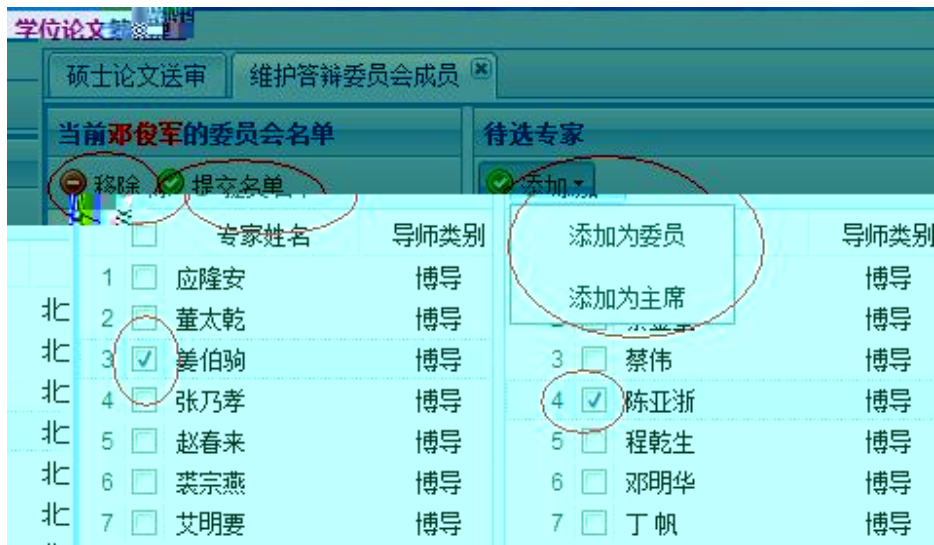 学位论文
硕士论文送审 维护答辩委员会成员
当前邓俊军的委员会名单 待选专家
移除 提交名单 添加
专家姓名 导师类别 添加为委员 导师类别
1 应隆安 博导 博导
添加为主席
北 2 董太乾 博导 博导
北 3 姜伯驹 博导 3 蔡伟 博导
北 4 张乃孝 博导 4 陈亚浙 博导
北 5 赵春来 博导 5 程乾生 博导
北 6 裘宗燕 博导 6 邓明华 博导
北 7 艾明要 博导 7 丁帆 博导